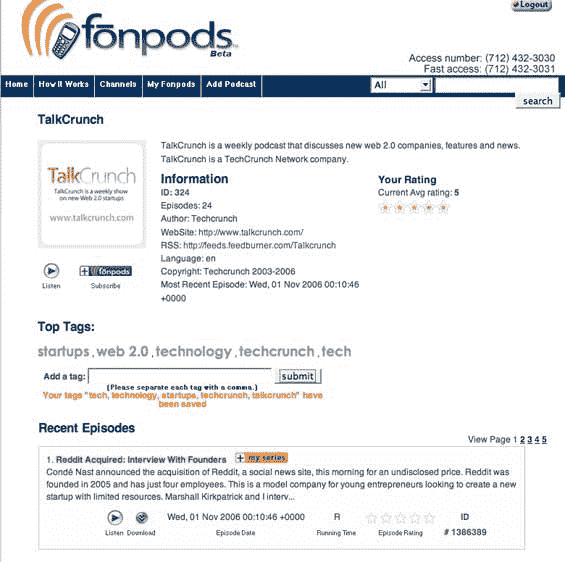 Logout
fōnpods
Beta
Access number: (712) 432-3030
Fast access: (712) 432-3031
Home How It Works Channels My Fonpods Add Podcast All
search
TalkCrunch
TalkCrunch is a weekly podcast that discusses new web 2.0 companies, features and news.
TalkCrunch is a TechCrunch Network company.
TalkCrunch
TalkCrunch is a weekly show
on new Web 2.0 startups
www.talkcrunch.com
Listen
fōnpods
Subscribe
Information
ID: 324
Episodes: 24
Author: Techcrunch
WebSite: http://www.talkcrunch.com/
RSS: http://feeds.feedburner.com/Talkcrunch
Language: en
Copyright: Techcrunch 2003-2006
Most Recent Episode: Wed, 01 Nov 2006 00:10:46
+0000
Your Rating
Current Avg rating: 5
Top Tags:
startups , web 2.0 , technology , techcrunch , tech
Add a tag: submit
(Please separate each tag with a comma.)
Your tags "tech, technology, startups, techcrunch, talkcrunch" have
been saved
Recent Episodes
View Page 1 2 3 4 5
1. Reddit Acquired: Interview With Founders + my series
Condé Nast announced the acquisition of Reddit, a social news site, this morning for an undisclosed price. Reddit was
founded in 2005 and has just four employees. This is a model company for young entrepreneurs looking to create a new
startup with limited resources. Marshall Kirkpatrick and I interv...
Wed, 01 Nov 2006 00:10:46 +0000 R ID
Listen Download Episode Date Running Time Episode Rating # 1386389